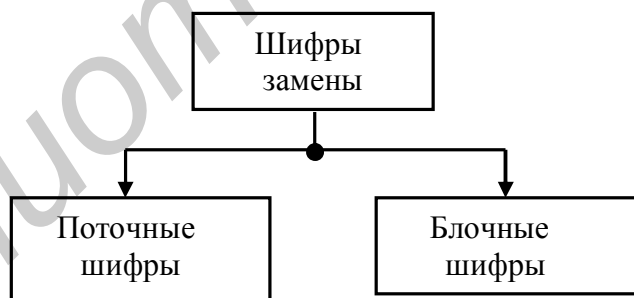 Шифры
замены
Поточные
шифры
Блочные
шифры